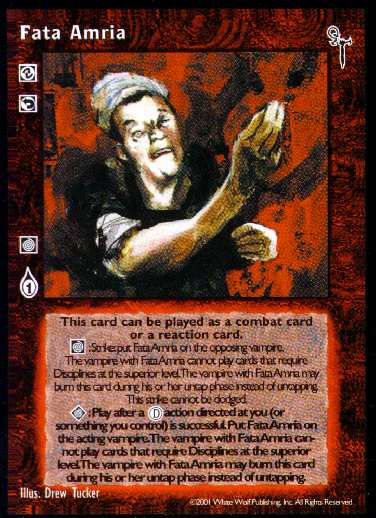 Fata Amria
1
This card can be played as a combat card
or a reaction card.
:Strike:put Fata Amria on the opposing vampire.
The vampire with Fata Amria cannot play cards that require
Disciplines at the superior level.The vampire with Fata Amria may
burn this card during his or her untap phase instead of untapping.
This strike cannot be dodged.
:Play after a D action directed at you (or
something you control) is successful. Put Fata Amria on
the acting vampire.The vampire with Fata Amria can-
not play cards that require Disciplines at the superior
level.The vampire with Fata Amria may burn this card
during his or her untap phase instead of untapping.
Illus. Drew Tucker
©2001 White Wolf Publishing, Inc. All Rights Reserved